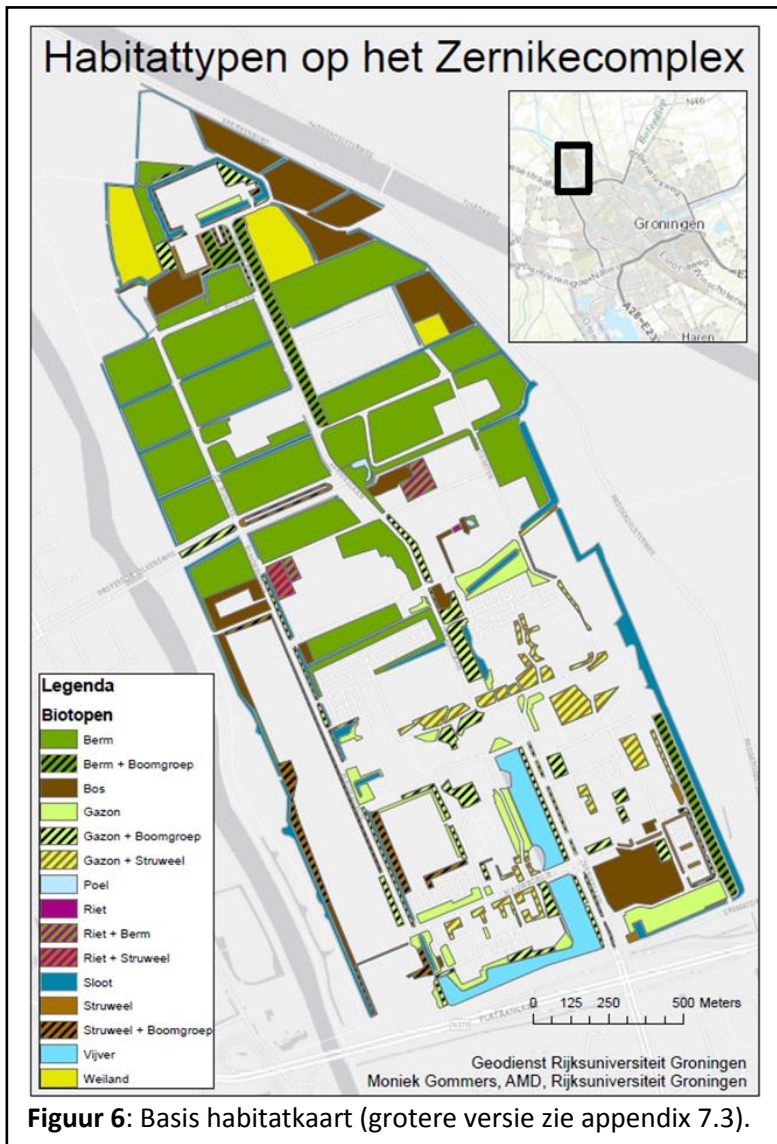 Habitattypen op het Zernikecomplex
N46
Groningen
A28-E23
Haren
Legenda
Biotopen
Berm
Berm + Boomgroep
Bos
Gazon
Gazon + Boomgroep
Gazon + Struweel
Poel
Riet
Riet + Berm
Riet + Struweel
Sloot
Struweel
Struweel + Boomgroep
Vijver
Weiland
0 125 250 500 Meters
Geodienst Rijksuniversiteit Groningen
Moniek Gommers, AMD, Rijksuniversiteit Groningen
Figuur 6: Basis habitatkaart (grotere versie zie appendix 7.3).